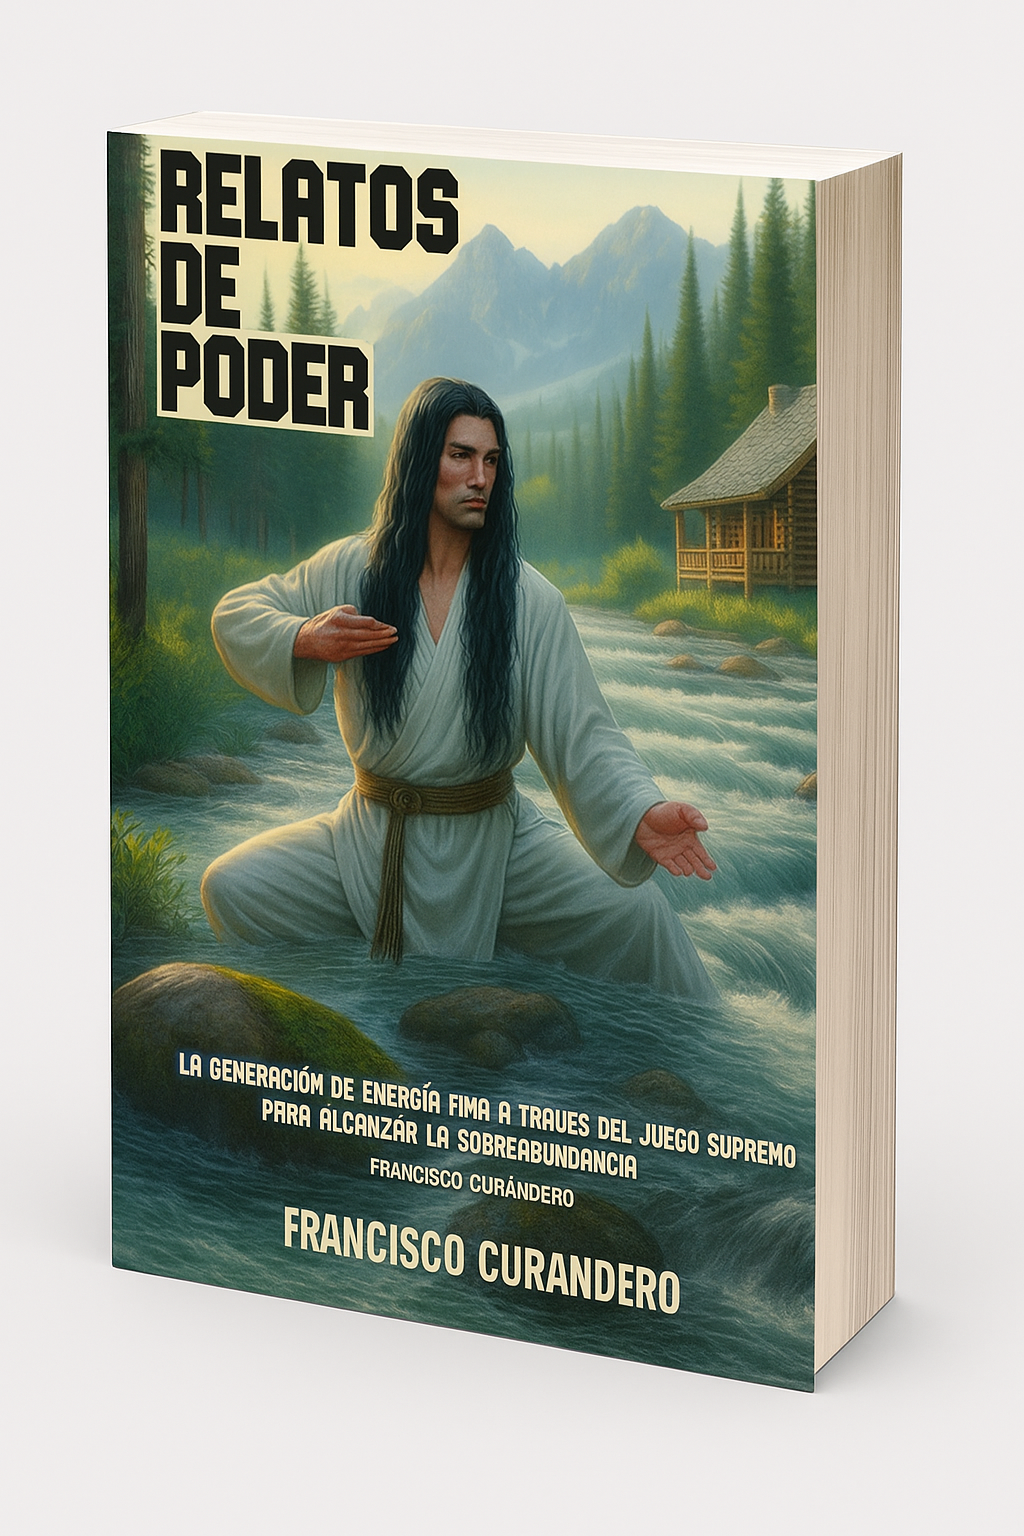 RELATOS
DE
PODER
LA GENERACIÓM DE ENERGÍA FIMA A TRAUES DEL JUEGO SUPREMO
PARA ÁLCANZÁR LA SOBREABUNDANCIA
FRANCISCO CURÁNDERO
FRANCISCO CURANDERO